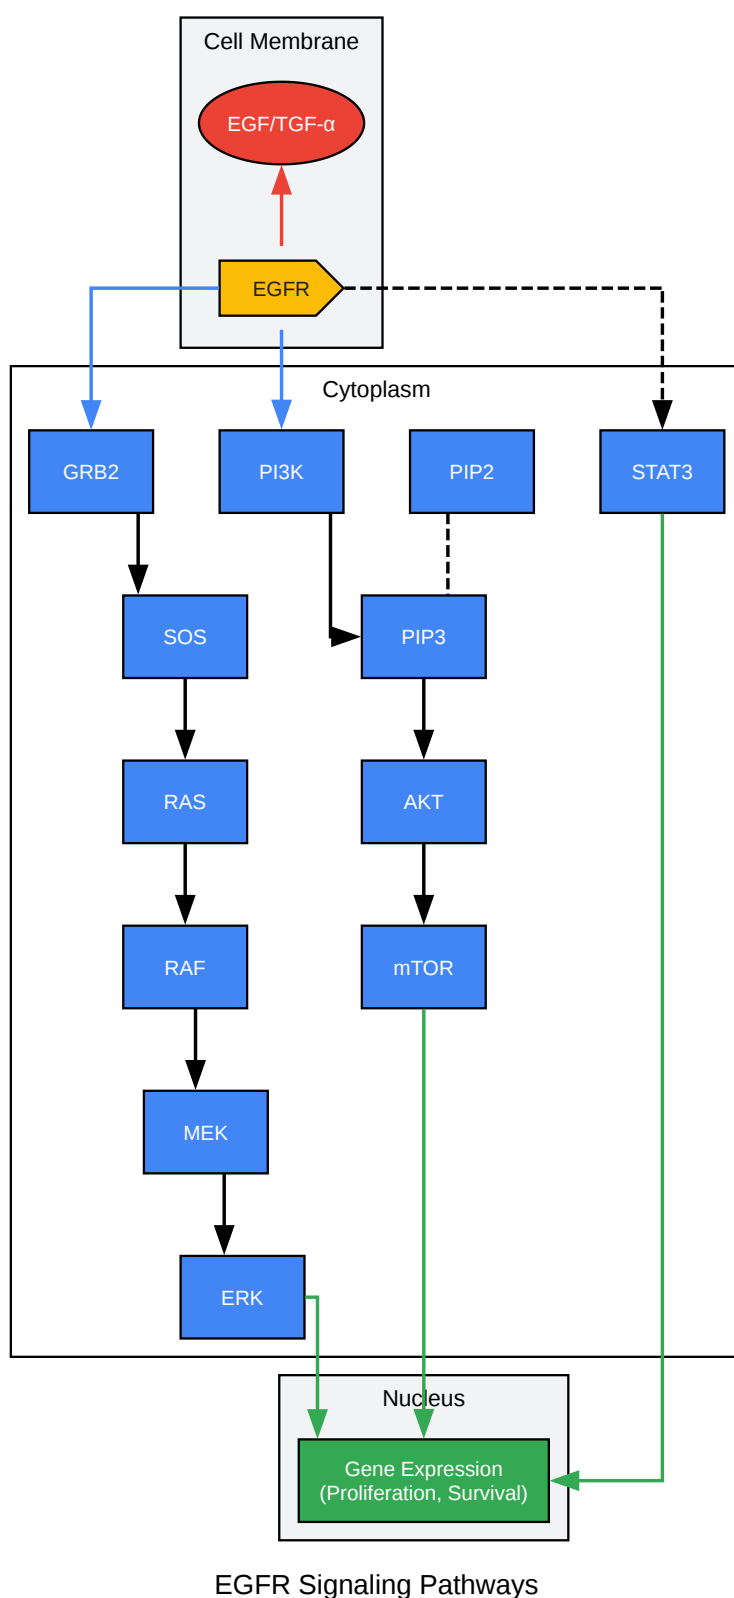 Cell Membrane
EGF/TGF-α
EGFR
Cytoplasm
GRB2
PI3K
PIP2
STAT3
SOS
PIP3
RAS
AKT
RAF
mTOR
MEK
ERK
Nucleus
Gene Expression
(Proliferation, Survival)
EGFR Signaling Pathways